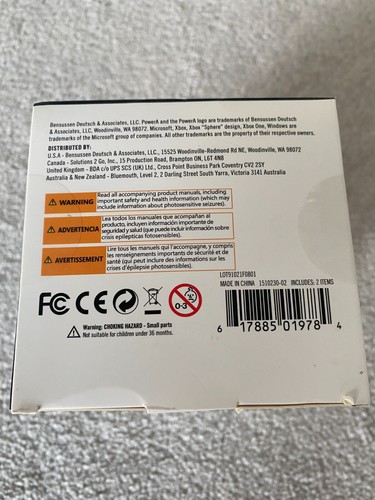 Bensussen Deutsch & Associates, LLC. PowerA and the PowerA logo are trademarks of Bensussen Deutsch
& Associates, LLC, Woodinville, WA 98072. Microsoft, Xbox, Xbox "Sphere" design, Xbox One, Windows are
trademarks of the Microsoft group of companies. All other trademarks are the property of their respective owners.
DISTRIBUTED BY:
U.S.A - Bensussen Deutsch & Associates, LLC, 15525 Woodinville-Redmond Rd NE, Woodinville, WA 98072
Canada - Solutions 2 Go, Inc., 15 Production Road, Brampton ON, L6T 4N8
United Kingdom - BDA c/o UPS SCS (UK) Ltd., Cross Point Business Park Coventry CV2 2SY
Australia & New Zealand - Bluemouth, Level 2, 2 Darling Street South Yarra, Victoria 3141 Australia
WARNING
Read all accompanying product manuals, including
important safety and health information (which may
include information about photosensitive seizures).
ADVERTENCIA
Lea todos los manuales que acompañan al
producto, incluyen información importante de
seguridad y salud (que puede incluir información sobre
crisis epilépticas fotosensibles).
AVERTISSEMENT
Lire tous les manuels qui l'accompagne, y compris
les renseignements importants de sécurité et de
santé (qui peut inclure des informations sur les
crises d'épilepsie photosensibles).
FC CE
0-3
Warning: CHOKING HAZARD - Small parts
Not suitable for children under 36 months.
LOT91021F0801
MADE IN CHINA 1510230-02 INCLUDES: 2 ITEMS
6 17885 01978 4